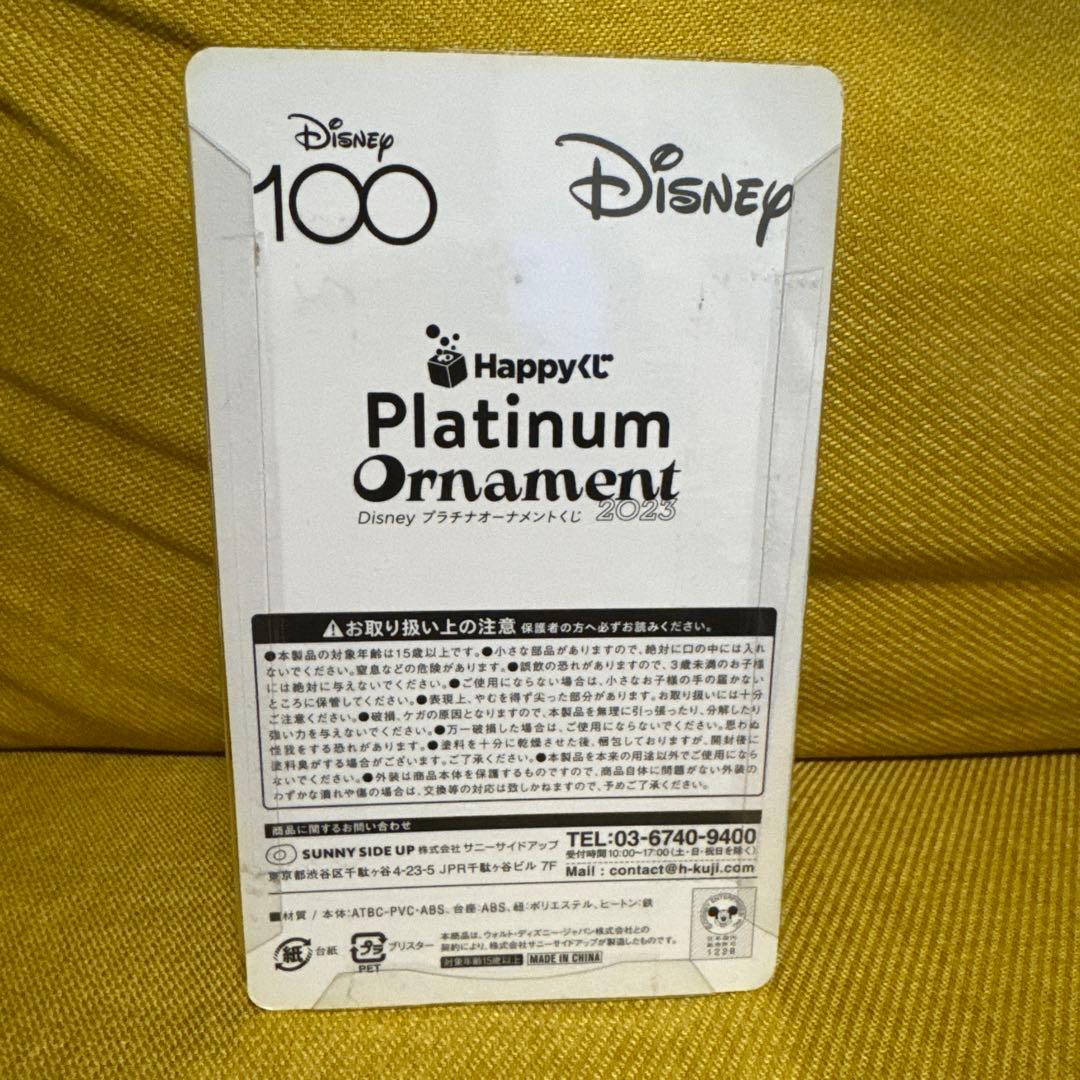 Disney
100
Disney
Happyくじ
Platinum
Ornament
2023
Disney プラチナオーナメントくじ
⚠お取り扱い上の注意 保護者の方へ必ずお読みください。
●本製品の対象年齢は15歳以上です。●小さな部品がありますので、絶対に口の中には入れ
ないでください。窒息などの危険があります。●誤飲の恐れがありますので、3歳未満のお子様
には絶対に与えないでください。●ご使用にならない場合は、小さなお子様の手の届かない
ところに保管してください。●表現上、やむを得ず尖った部分があります。お取り扱いには十分
ご注意ください。●破損、ケガの原因となりますので、本製品を無理に引っ張ったり、分解したり
強い力を与えないでください。●万一破損した場合は、ご使用にならないでください。思わぬ
怪我をする恐れがあります。●塗料を十分に乾燥させた後、梱包しておりますが、開封後に
塗料臭がする場合がございます。ご了承ください。●本製品を本来の用途以外でご使用になら
ないでください。●外装は商品本体を保護するものですので、商品自体に問題がない外装の
わずかな潰れや傷の場合は、交換等の対応は致しかねますので、予めご了承ください。
商品に関するお問い合わせ
SUNNY SIDE UP 株式会社 サニーサイドアップ
東京都渋谷区千駄ヶ谷4-23-5 JPR千駄ヶ谷ビル 7F
TEL:03-6740-9400
受付時間10:00~17:00(土・日・祝日を除く)
Mail : contact@h-kuji.com
■材質 / 本体:ATBC-PVC・ABS、台座:ABS、紐:ポリエステル、ヒートン:鉄
紙 台紙
プラ ブリスター
PET
本商品は、ウォルト・ディズニー・ジャパン株式会社との
契約により、株式会社サニーサイドアップが製造したものです。
対象年齢15歳以上 MADE IN CHINA
日本国内
販売許可
1228